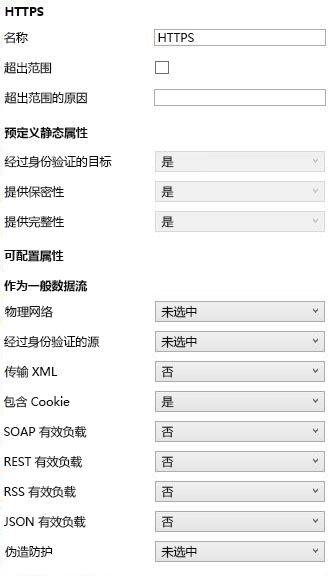 HTTPS
名称 HTTPS
超出范围
超出范围的原因
预定义静态属性
经过身份验证的目标 是
提供保密性 是
提供完整性 是
可配置属性
作为一般数据流
物理网络 未选中
经过身份验证的源 未选中
传输 XML 否
包含 Cookie 是
SOAP 有效负载 否
REST 有效负载 否
RSS 有效负载 否
JSON 有效负载 否
伪造防护 未选中